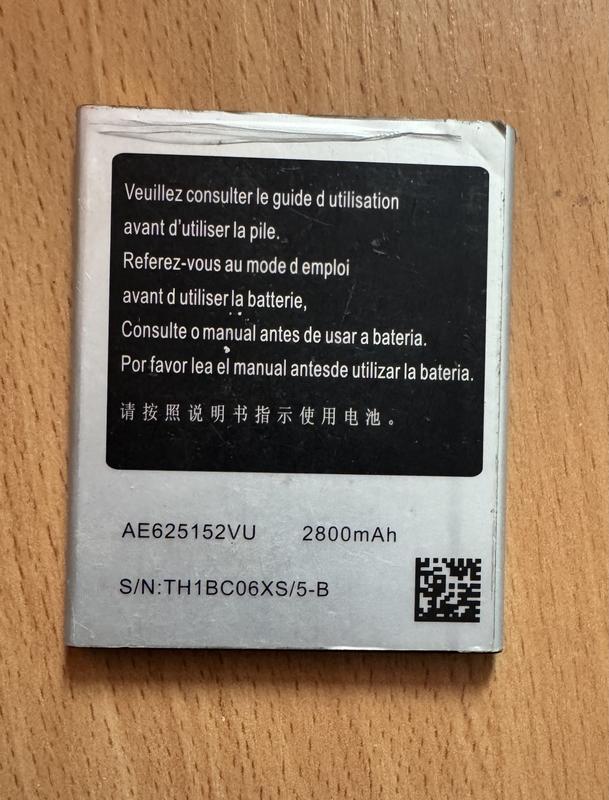 Veuillez consulter le guide d utilisation
avant d'utiliser la pile.
Referez-vous au mode d emploi
avant d utiliser la batterie,
Consulte o manual antes de usar a bateria.
Por favor lea el manual antesde utilizar la bateria.
请按照说明书指示使用电池。
AE625152VU 2800mAh
S/N:TH1BC06XS/5-B